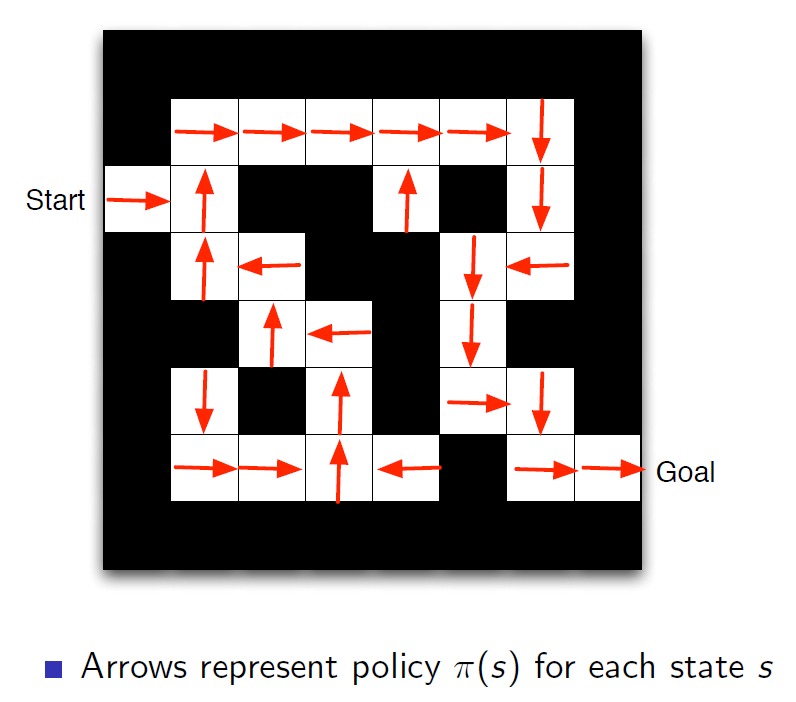 Start
Goal
Arrows represent policy π(s) for each state s